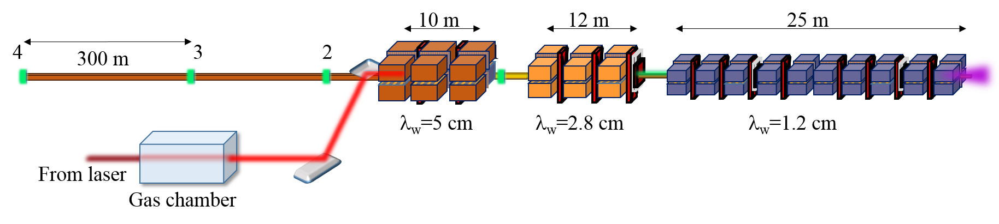 10 m
12 m
25 m
4
3
2
1
300 m
λw=5 cm
λw=2.8 cm
λw=1.2 cm
From laser
Gas chamber